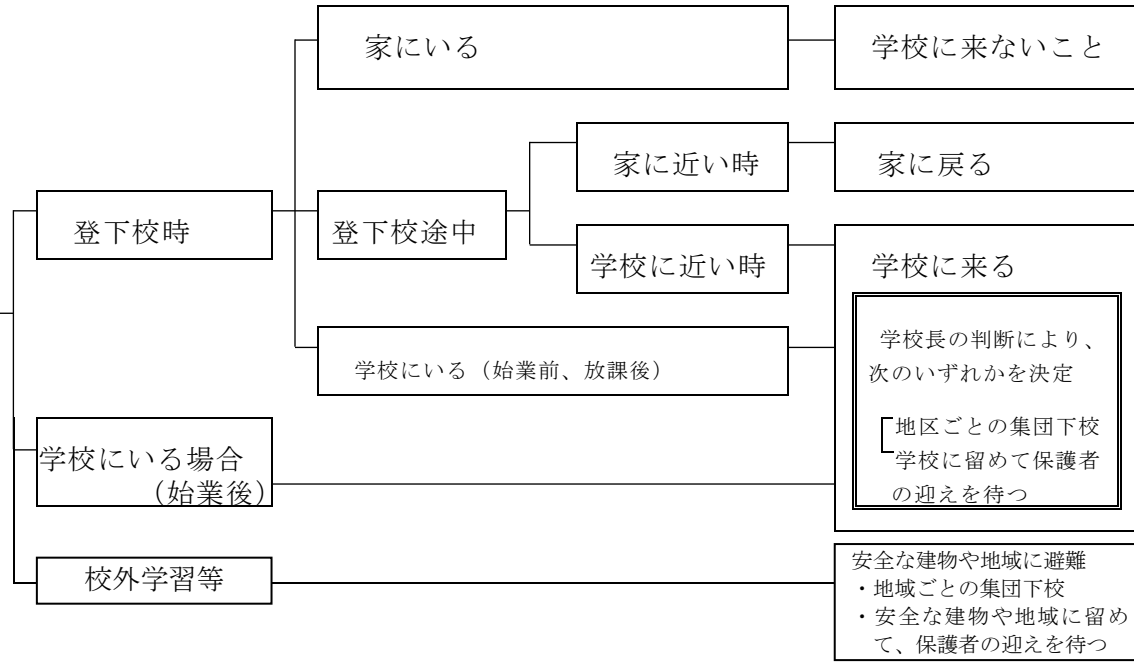 家にいる
学校に来ないこと
家に近い時
家に戻る
登下校時
登下校途中
学校に近い時
学校に来る
学校にいる（始業前、放課後）
学校長の判断により、
次のいずれかを決定
地区ごとの集団下校
学校に留めて保護者
の迎えを待つ
学校にいる場合
（始業後）
校外学習等
安全な建物や地域に避難
・地域ごとの集団下校
・安全な建物や地域に留め
て、保護者の迎えを待つ